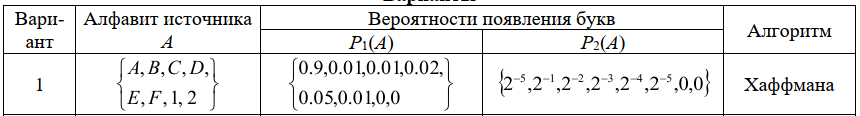 Вари-
ант
Алфавит источника
A
Вероятности появления букв
P₁(A)
P₂(A)
Алгоритм
1
{A, B, C, D,
E, F, 1, 2}
{0.9,0.01,0.01,0.02,
0.05,0.01,0,0}
{2⁻⁵,2⁻¹,2⁻²,2⁻³,2⁻⁴,2⁻⁵,0,0}
Хаффмана